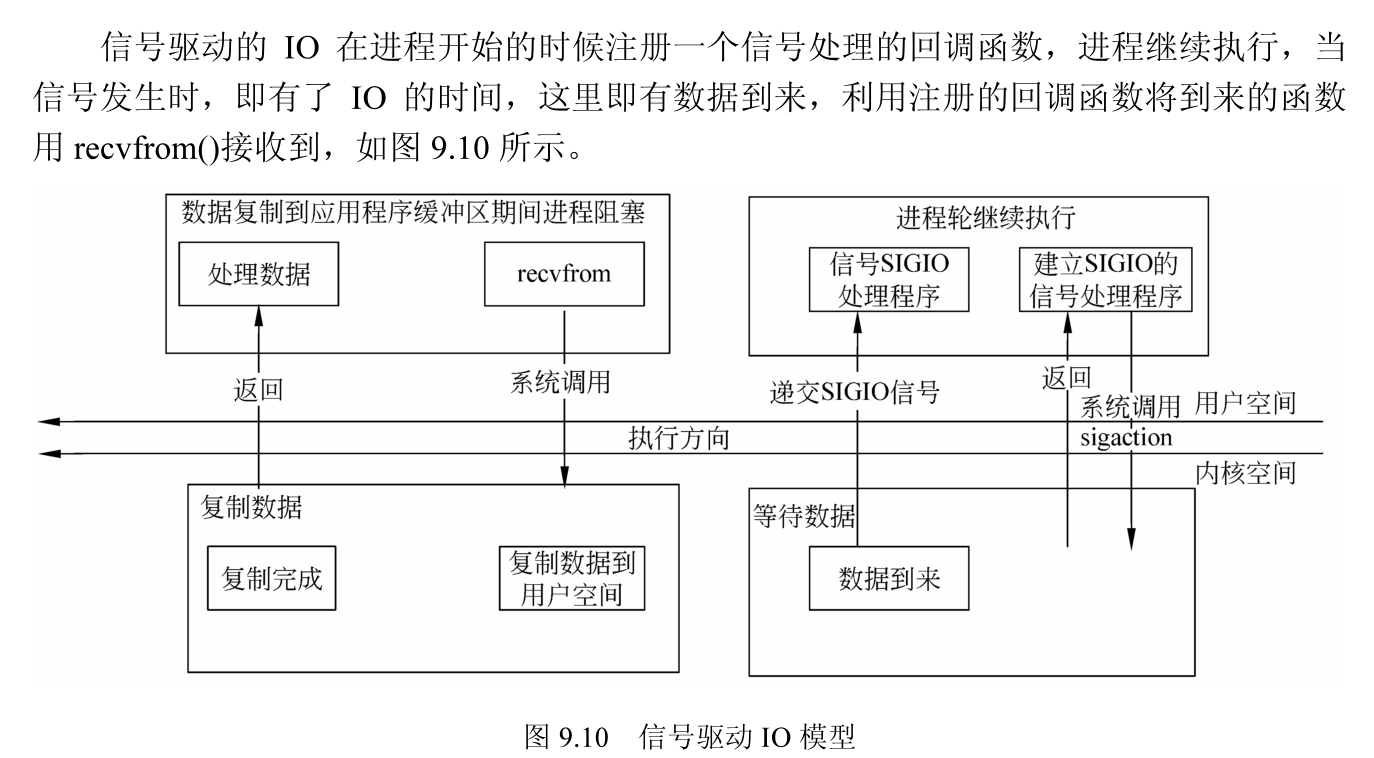 信号驱动的 IO 在进程开始的时候注册一个信号处理的回调函数，进程继续执行，当
信号发生时，即有了 IO 的时间，这里即有数据到来，利用注册的回调函数将到来的函数
用 recvfrom()接收到，如图 9.10 所示。
数据复制到应用程序缓冲区期间进程阻塞
处理数据
recvfrom
进程轮继续执行
信号SIGIO
处理程序
建立SIGIO的
信号处理程序
返回
系统调用
递交SIGIO信号
返回
系统调用
sigaction
用户空间
执行方向
内核空间
复制数据
复制完成
复制数据到
用户空间
等待数据
数据到来
图 9.10 信号驱动 IO 模型